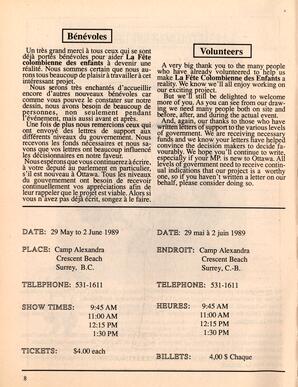 Bénévoles
Un très grand merci à tous ceux qui se sont
déjà portés bénévoles pour aider La Fête
colombienne des enfants à devenir une
réalité. Nous sommes certain que nous au-
rons tous beaucoup de plaisir à travailler à cet
intéressant projet.
Nous serons très enchantés d'accueillir
encore d'autres nouveaux bénévoles car
comme vous pouvez le constater sur notre
dessin, nous avons besoin de beaucoup de
personnes, non seulement pendant
l'événement, mais aussi avant et après.
Une fois de plus nous remercions ceux qui
ont envoyé des lettres de support aux
différents niveaux du gouvernement. Nous
recevons les fonds nécessaires et nous sa-
vons que vos lettres ont beaucoup influencé
les décisionnaires en notre faveur.
Nous espérons que vous continuerez à écrire,
à votre député au parlement en particulier,
s'il est nouveau à Ottawa. Tous les niveaux
du gouvernement ont besoin de recevoir
continuellement vos appréciations afin de
leur rappeler que le projet est valable. Alors si
vous n'avez pas déjà écrit, songez à le faire.
Volunteers
A very big thank you to the many people
who have already volunteered to help us
make La Fête Colombienne des Enfants a
reality. We know we'll all enjoy working on
our exciting project.
But we'll still be delighted to welcome
more of you. As you can see from our draw-
ing we need many people both on site and
before, after, and during the actual event.
And, again, our thanks to those who have
written letters of support to the various levels
of government. We are receiving necessary
funds and we know your letters have helped
convince the decision makers to decide fa-
vourably. We hope you'll continue to write,
especially if your MP. is new to Ottawa. All
levels of government need to receive contin-
ual indications that our project is a worthy
one, so if you haven't written a letter on our
behalf, please consider doing so.
DATE: 29 May to 2 June 1989
PLACE: Camp Alexandra
Crescent Beach
Surrey, B.C.
TELEPHONE: 531-1611
SHOW TIMES: 9:45 AM
11:00 AM
12:15 PM
1:30 PM
TICKETS: $4.00 each
DATE: 29 mai à 2 juin 1989
ENDROIT: Camp Alexandra
Crescent Beach
Surrey, C.-B.
TELEPHONE: 531-1611
HEURES: 9:45 AM
11:00 AM
12:15 PM
1:30 PM
BILLETS: 4,00 $ Chaque
8